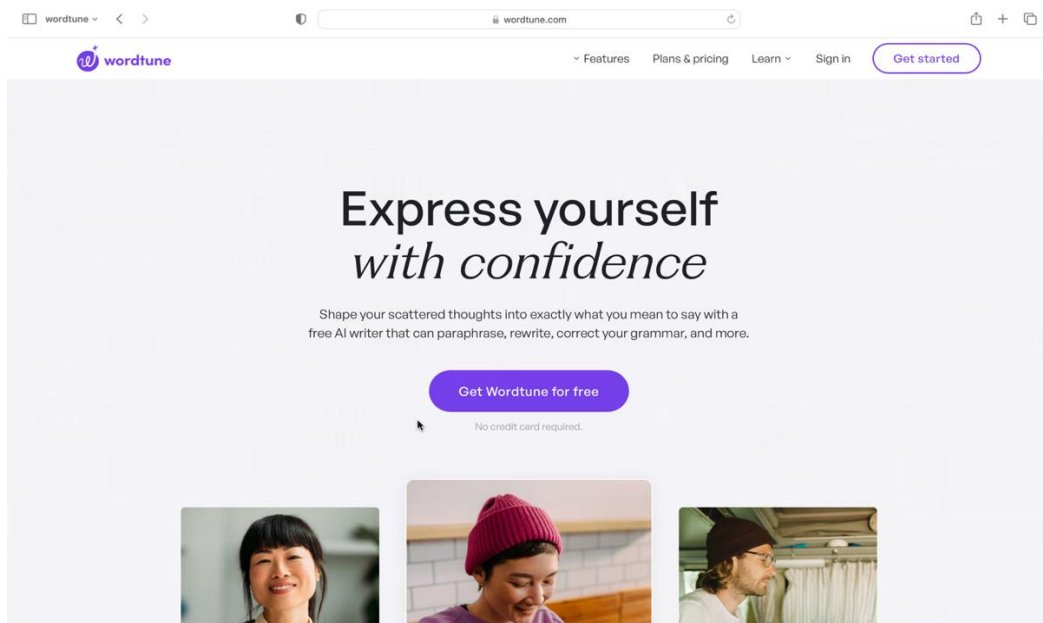 wordtune
wordtune.com
wordtune
Features
Plans & pricing
Learn
Sign in
Get started
Express yourself
with confidence
Shape your scattered thoughts into exactly what you mean to say with a
free AI writer that can paraphrase, rewrite, correct your grammar, and more.
Get Wordtune for free
No credit card required.